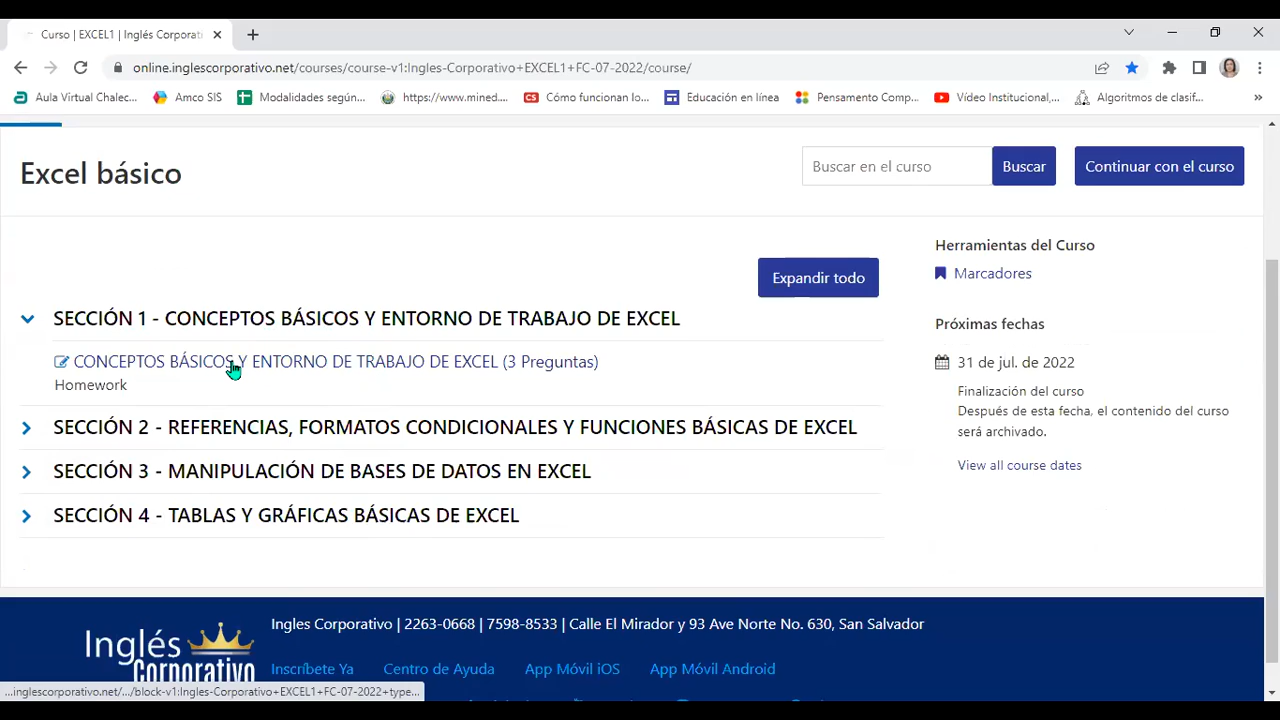 Curso | EXCEL1 | Inglés Corporati
online.inglescorporativo.net/courses/course-v1:Ingles-Corporativo+EXCEL1+FC-07-2022/course/
Aula Virtual Chalec...
Amco SIS
Modalidades según...
https://www.mined....
Cómo funcionan lo...
Educación en línea
Pensamento Comp...
Vídeo Institucional,...
Algoritmos de clasif...
Excel básico
Buscar en el curso
Buscar
Continuar con el curso
Expandir todo
SECCIÓN 1 - CONCEPTOS BÁSICOS Y ENTORNO DE TRABAJO DE EXCEL
CONCEPTOS BÁSICOS Y ENTORNO DE TRABAJO DE EXCEL (3 Preguntas)
Homework
SECCIÓN 2 - REFERENCIAS, FORMATOS CONDICIONALES Y FUNCIONES BÁSICAS DE EXCEL
SECCIÓN 3 - MANIPULACIÓN DE BASES DE DATOS EN EXCEL
SECCIÓN 4 - TABLAS Y GRÁFICAS BÁSICAS DE EXCEL
Herramientas del Curso
Marcadores
Próximas fechas
31 de jul. de 2022
Finalización del curso
Después de esta fecha, el contenido del curso
será archivado.
View all course dates
Inglés
Corporativo
Ingles Corporativo | 2263-0668 | 7598-8533 | Calle El Mirador y 93 Ave Norte No. 630, San Salvador
Inscríbete Ya
Centro de Ayuda
App Móvil iOS
App Móvil Android
...inglescorporativo.net/.../block-v1:Ingles-Corporativo+EXCEL1+FC-07-2022+type...